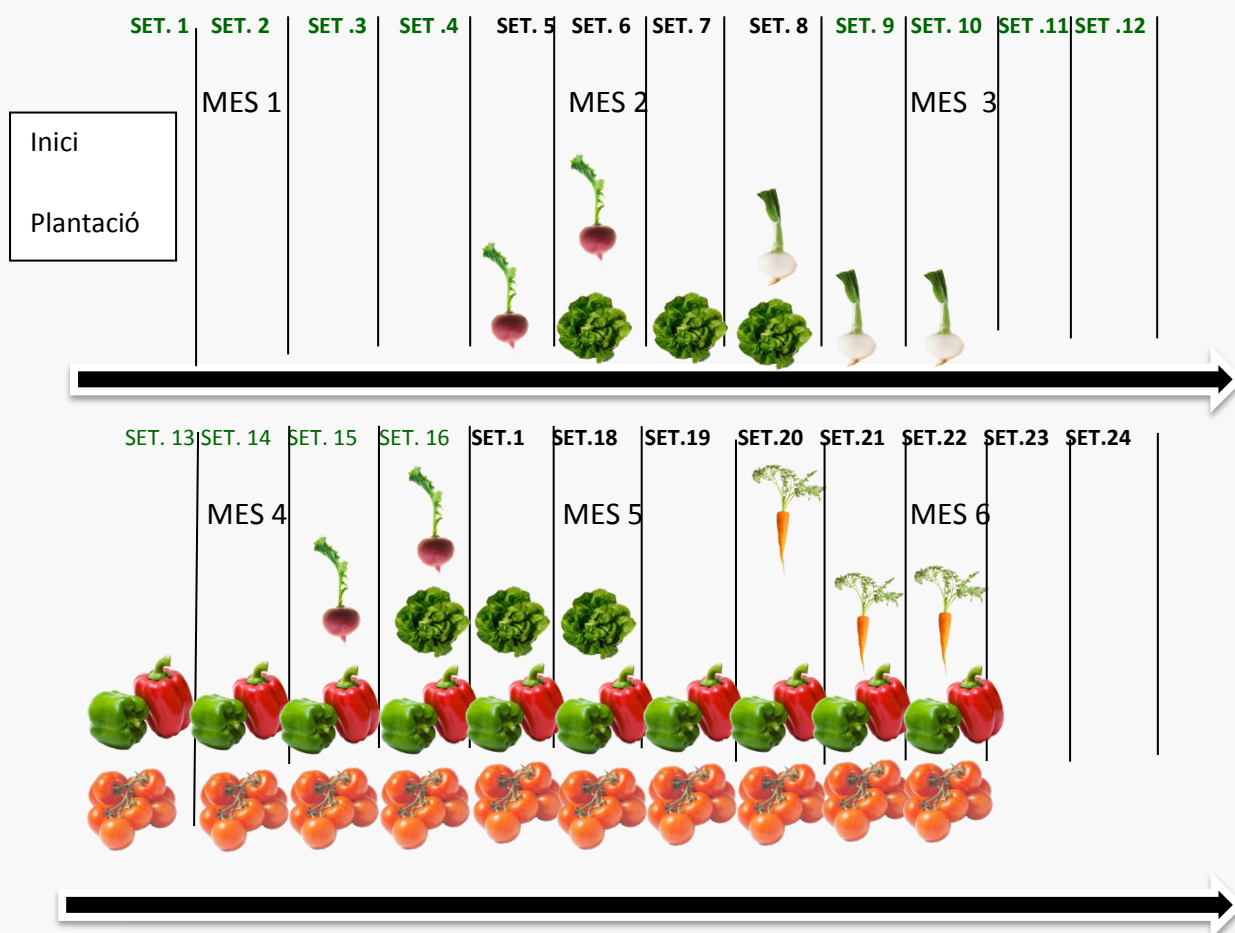 SET. 1 SET. 2 SET .3 SET .4 SET. 5 SET. 6 SET. 7 SET. 8 SET. 9 SET. 10 SET .11 SET .12
MES 1 MES 2 MES 3
Inici
Plantació
SET. 13 SET. 14 SET. 15 SET. 16 SET.1 SET.18 SET.19 SET.20 SET.21 SET.22 SET.23 SET.24
MES 4 MES 5 MES 6